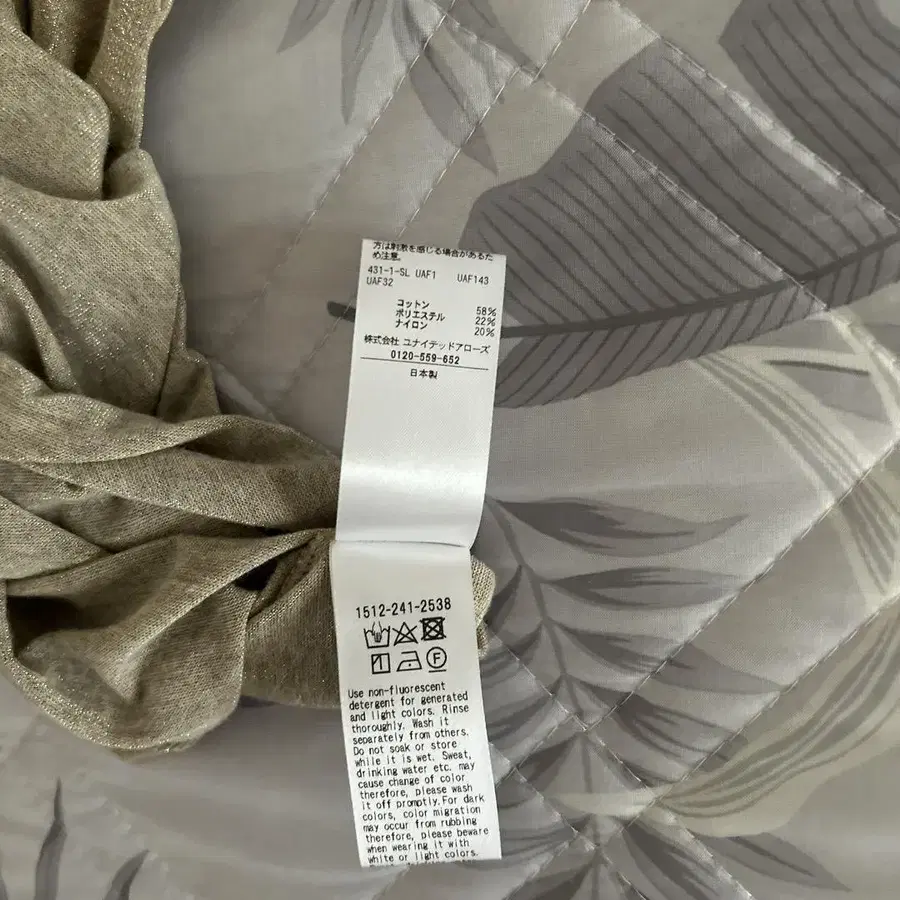 方は刺激を感じる場合があるた
め注意。
431-1-SL UAF1 UAF143
UAF32
コットン 58%
ポリエステル 22%
ナイロン 20%
株式会社 ユナイテッドアローズ
0120-559-652
日本製
1512-241-2538
F
Use non-fluorescent
detergent for generated
and light colors. Rinse
thoroughly. Wash it
separately from others.
Do not soak or store
while it is wet. Sweat,
drinking water etc. may
cause change of color
therefore, please wash
it off promptly.For dark
colors, color migration
may occur from rubbing
therefore, please beware
when wearing it with
white or light colors.